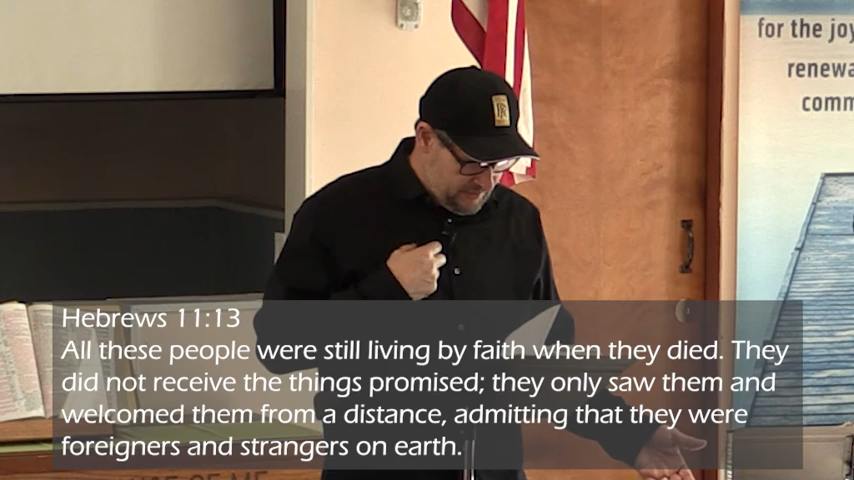 for the joy
renewa
comm
R
Hebrews 11:13
All these people were still living by faith when they died. They
did not receive the things promised; they only saw them and
welcomed them from a distance, admitting that they were
foreigners and strangers on earth.
OF ME